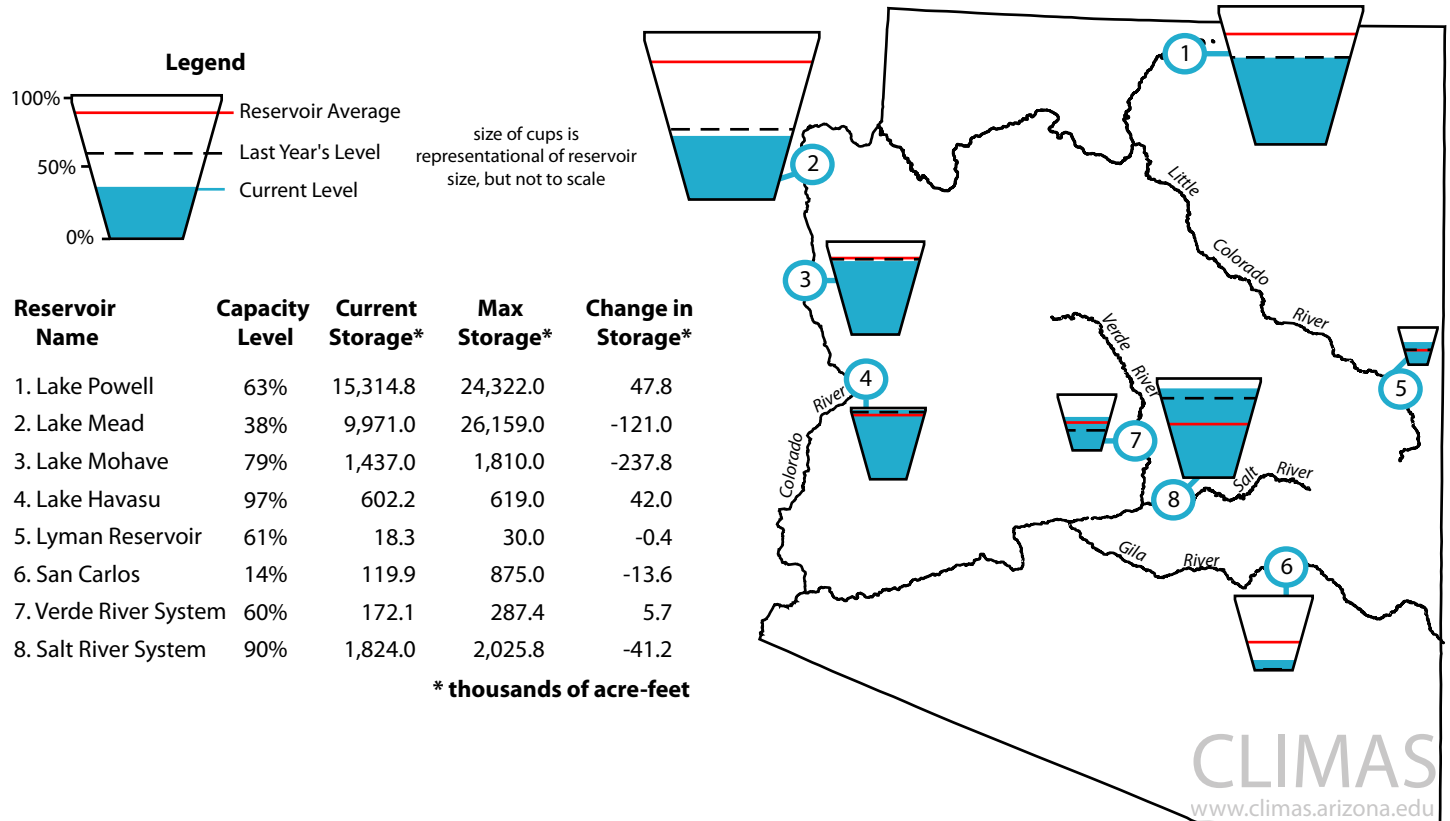 Legend
100%
50%
0%
Reservoir Average
Last Year's Level
Current Level
size of cups is
representational of reservoir
size, but not to scale
Reservoir Name Capacity Level Current Storage* Max Storage* Change in Storage*
1. Lake Powell 63% 15,314.8 24,322.0 47.8
2. Lake Mead 38% 9,971.0 26,159.0 -121.0
3. Lake Mohave 79% 1,437.0 1,810.0 -237.8
4. Lake Havasu 97% 602.2 619.0 42.0
5. Lyman Reservoir 61% 18.3 30.0 -0.4
6. San Carlos 14% 119.9 875.0 -13.6
7. Verde River System 60% 172.1 287.4 5.7
8. Salt River System 90% 1,824.0 2,025.8 -41.2
* thousands of acre-feet
1
2
3
4
5
6
7
8
Little
Colorado
River
Verde
River
Colorado
River
Salt
River
Gila
River
CLIMAS
www.climas.arizona.edu